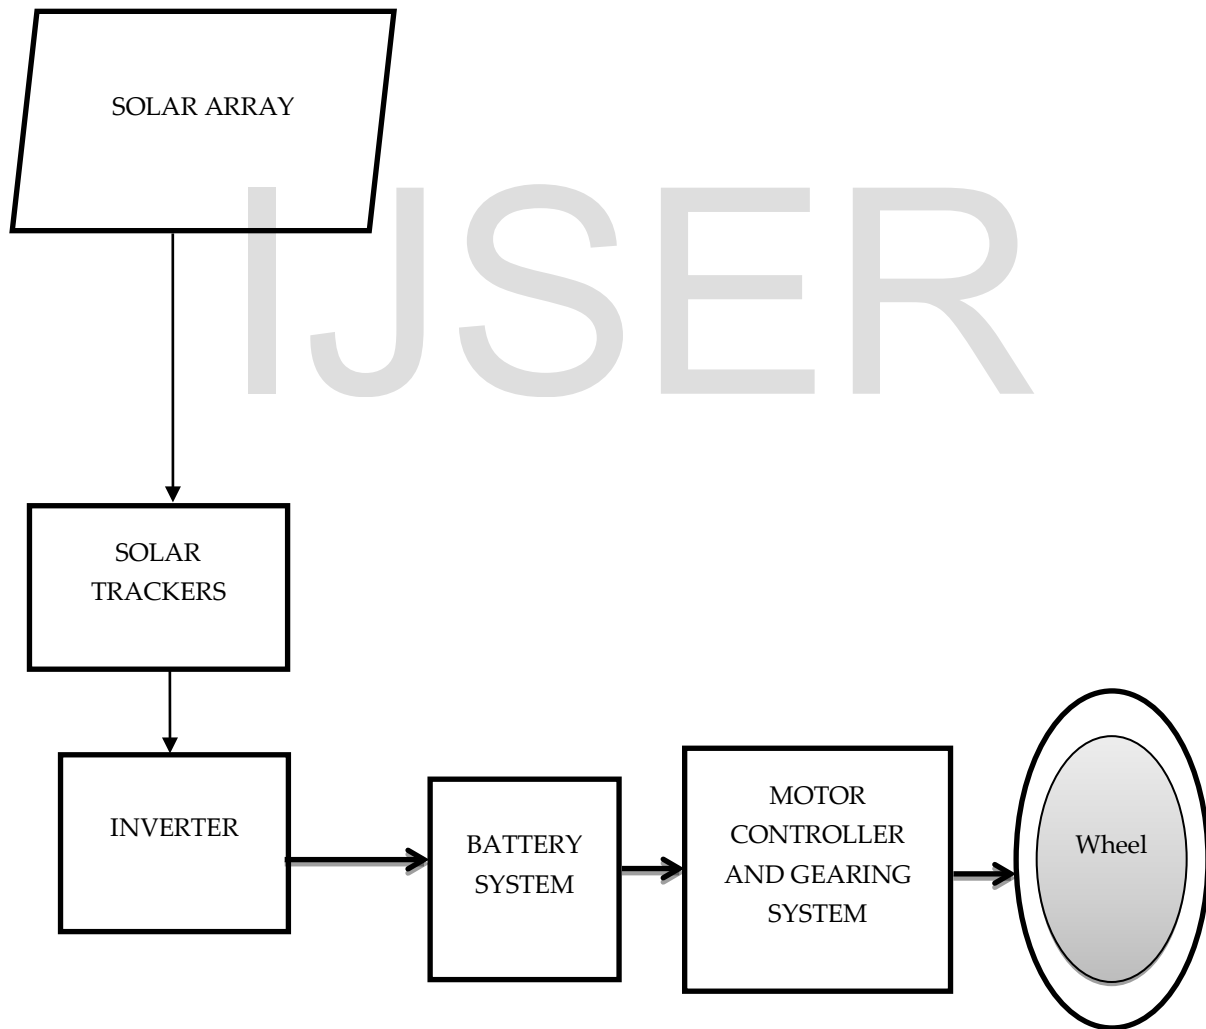 SOLAR ARRAY
IJSER
SOLAR
TRACKERS
INVERTER
BATTERY
SYSTEM
MOTOR
CONTROLLER
AND GEARING
SYSTEM
Wheel